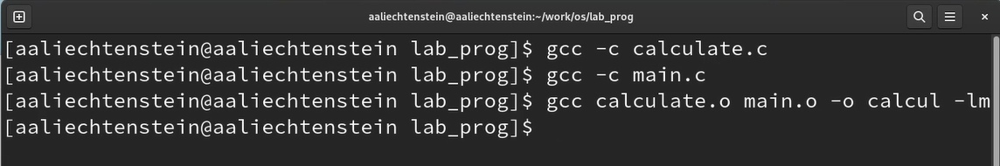 aaliechtenstein@aaliechtenstein:~/work/os/lab_prog
[aaliechtenstein@aaliechtenstein lab_prog]$ gcc -c calculate.c
[aaliechtenstein@aaliechtenstein lab_prog]$ gcc -c main.c
[aaliechtenstein@aaliechtenstein lab_prog]$ gcc calculate.o main.o -o calcul -lm
[aaliechtenstein@aaliechtenstein lab_prog]$